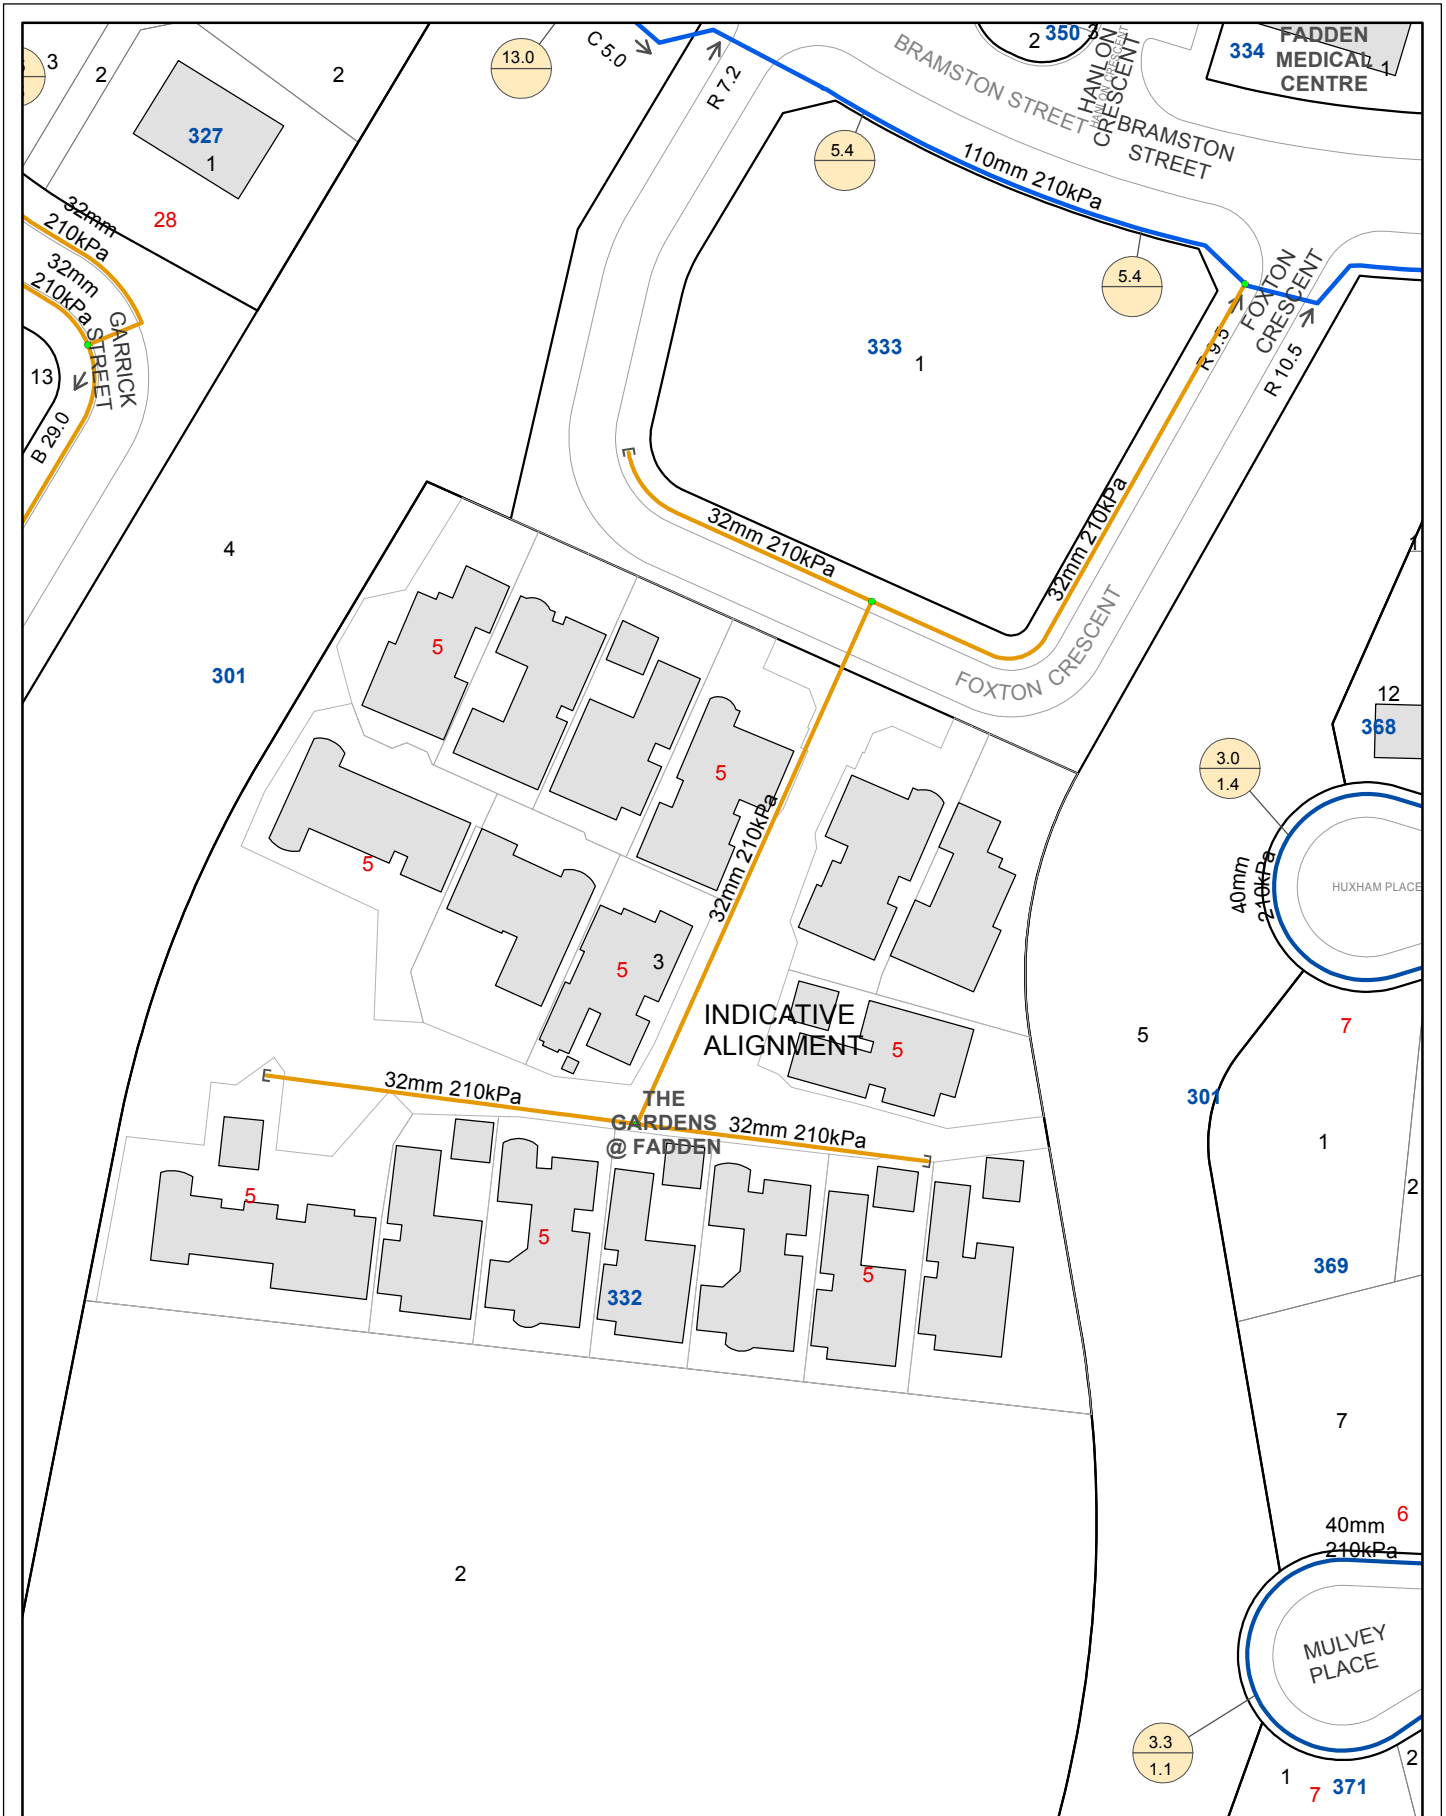 3
2
2
327
1
28
32mm
210kPa
32mm
210kPa
GARRICK
STREET
13
B 29.0
13.0
C 5.0
R 7.2
BRAMSTON STREET
2
350
3
HANLON
CRESCENT
HANLON CRESCENT
BRAMSTON
STREET
334
FADDEN
MEDICAL
CENTRE
1
5.4
110mm 210kPa
5.4
333
1
FOXTON
CRESCENT
R 9.5
R 10.5
32mm 210kPa
32mm 210kPa
FOXTON CRESCENT
4
301
5
5
5
5
3
32mm 210kPa
INDICATIVE
ALIGNMENT
5
5
1
12
368
3.0
1.4
40mm
210kPa
HUXHAM PLACE
7
301
1
2
369
32mm 210kPa
THE
GARDENS
@ FADDEN
32mm 210kPa
5
5
332
5
7
6
40mm
210kPa
2
MULVEY
PLACE
3.3
1.1
1
7
371
2